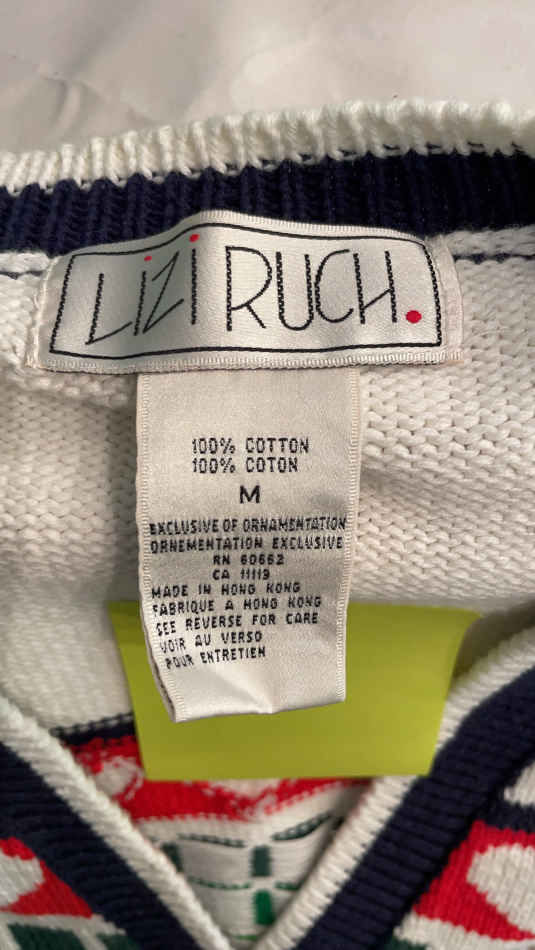 LiZi RUCH.
100% COTTON
100% COTON
M
EXCLUSIVE OF ORNAMENTATION
ORNEMENTATION EXCLUSIVE
RN 60662
CA 11119
MADE IN HONG KONG
FABRIQUE A HONG KONG
SEE REVERSE FOR CARE
VOIR AU VERSO
POUR ENTRETIEN